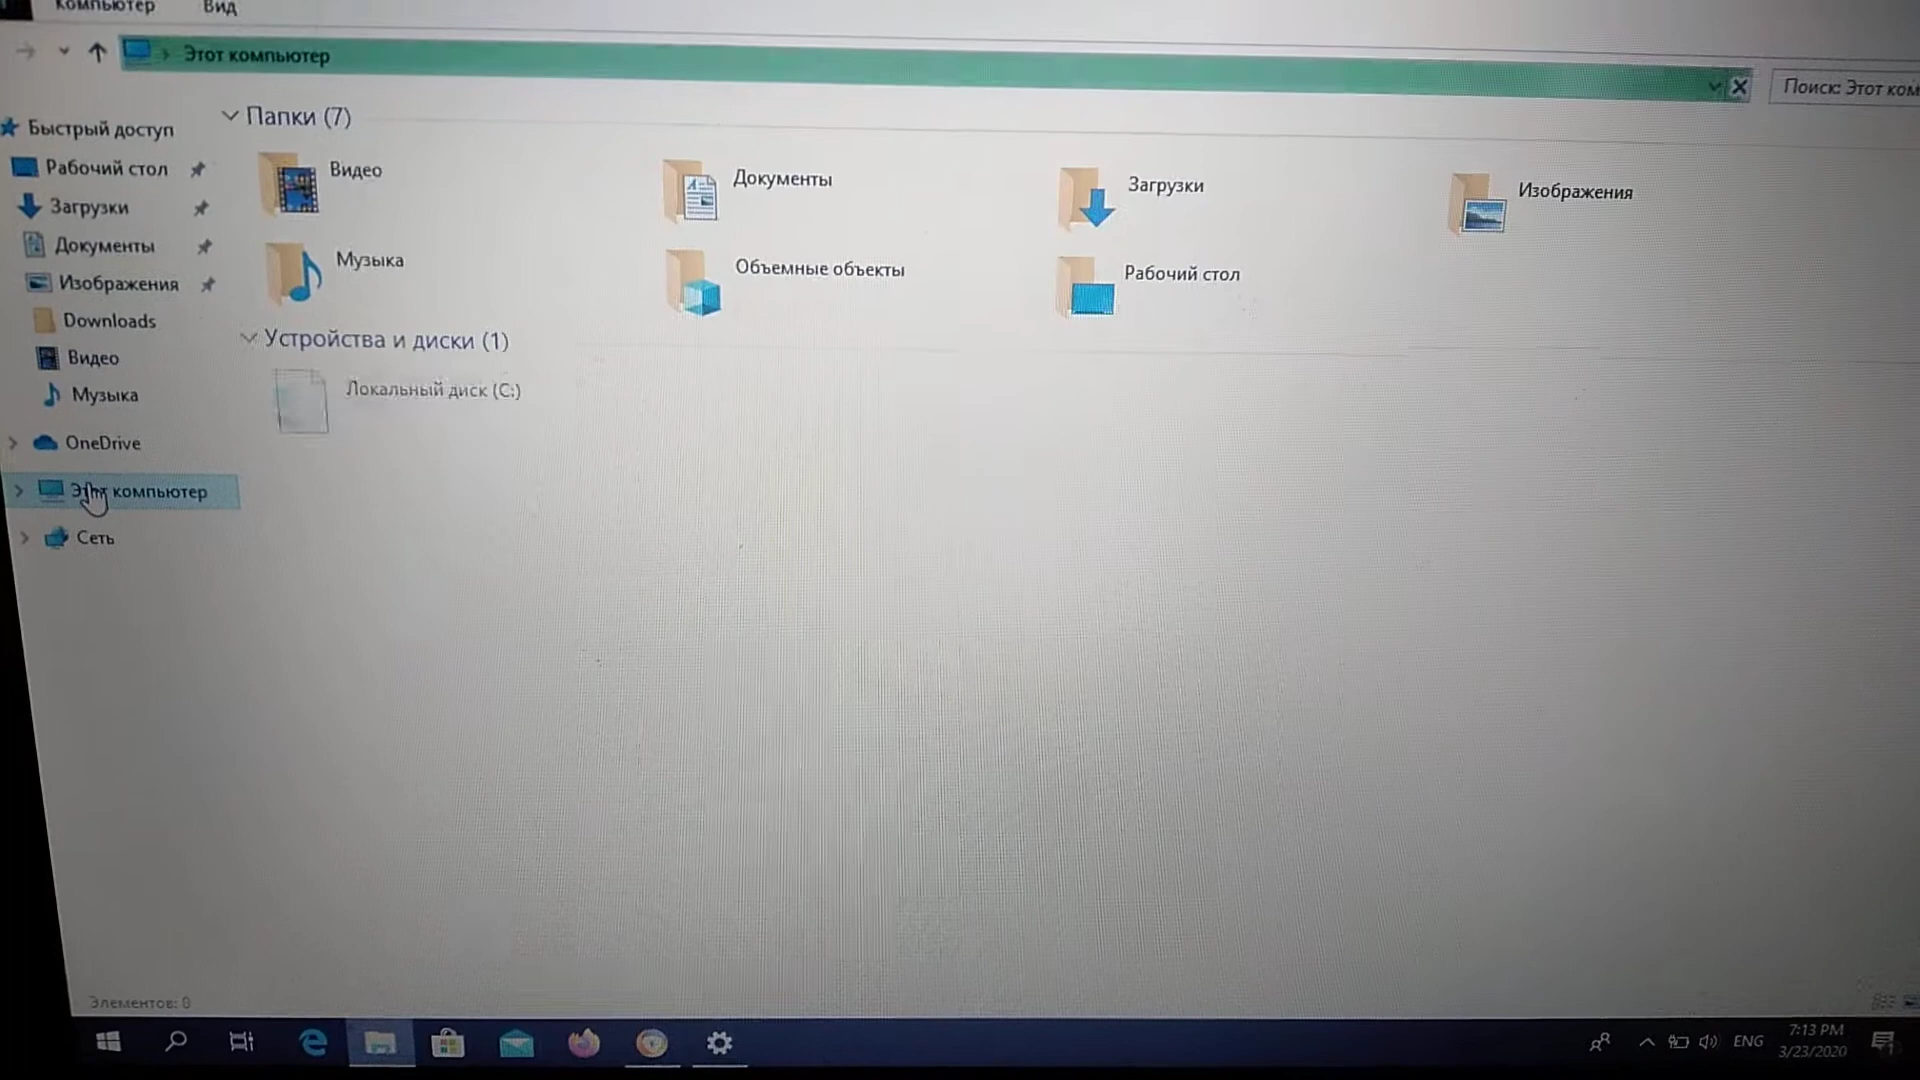 Компьютер Вид
Этот компьютер
Поиск: Этот ком
Быстрый доступ
Рабочий стол
Загрузки
Документы
Изображения
Downloads
Видео
Музыка
OneDrive
Этот компьютер
Сеть
Папки (7)
Видео
Документы
Загрузки
Изображения
Музыка
Объемные объекты
Рабочий стол
Устройства и диски (1)
Локальный диск (C:)
Элементов: 8
ENG
7:13 PM
3/23/2020